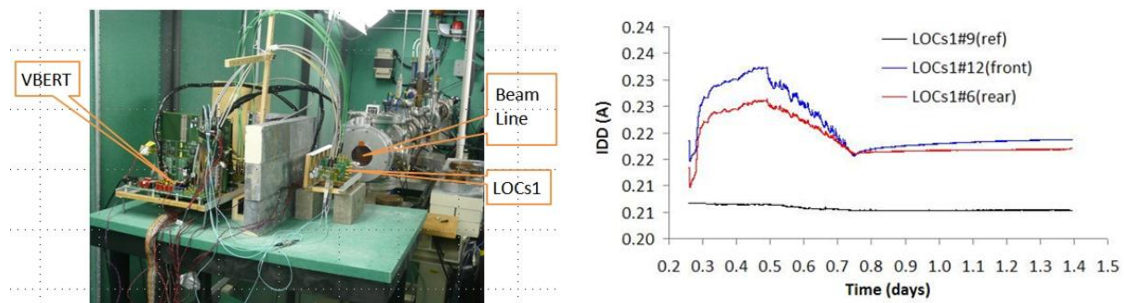 VBERT
Beam
Line
LOCs1
IDD (A)
0.24
0.23
0.23
0.22
0.22
0.21
0.21
0.20
LOCs1#9(ref)
LOCs1#12(front)
LOCs1#6(rear)
0.2 0.3 0.4 0.5 0.6 0.7 0.8 0.9 1.0 1.1 1.2 1.3 1.4 1.5
Time (days)